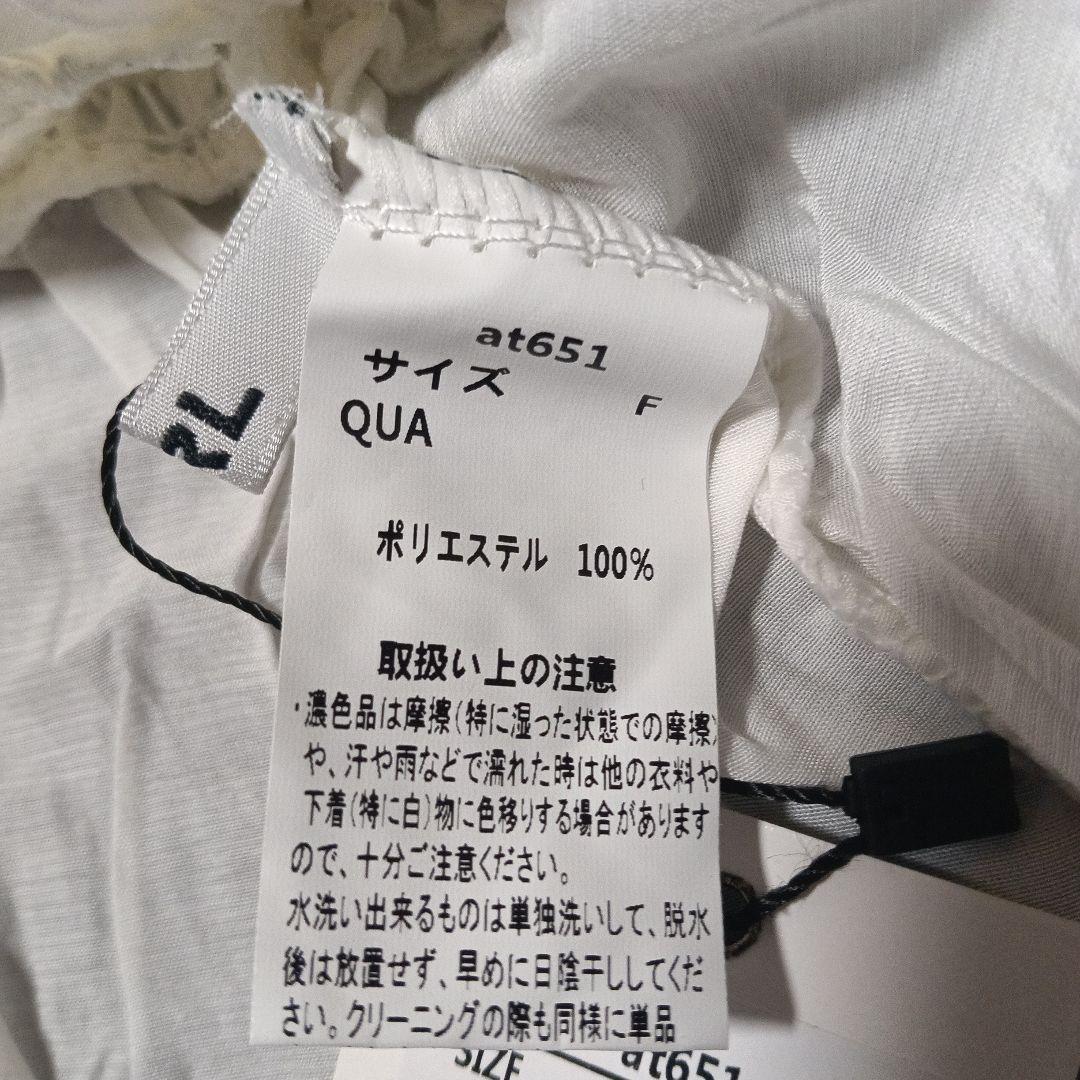 at651
サイズ F
QUA
ポリエステル 100%
取扱い上の注意
・濃色品は摩擦(特に湿った状態での摩擦)
や、汗や雨などで濡れた時は他の衣料や
下着(特に白)物に色移りする場合があります
ので、十分ご注意ください。
水洗い出来るものは単独洗いして、脱水
後は放置せず、早めに日陰干ししてくだ
さい。クリーニングの際も同様に単品
RL
SIZE at651